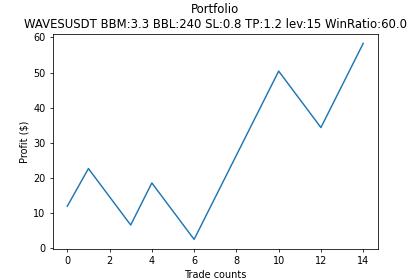 Portfolio
WAVESUSDT BBM:3.3 BBL:240 SL:0.8 TP:1.2 lev:15 WinRatio:60.0
60
50
40
30
20
10
0
Profit ($)
0 2 4 6 8 10 12 14
Trade counts